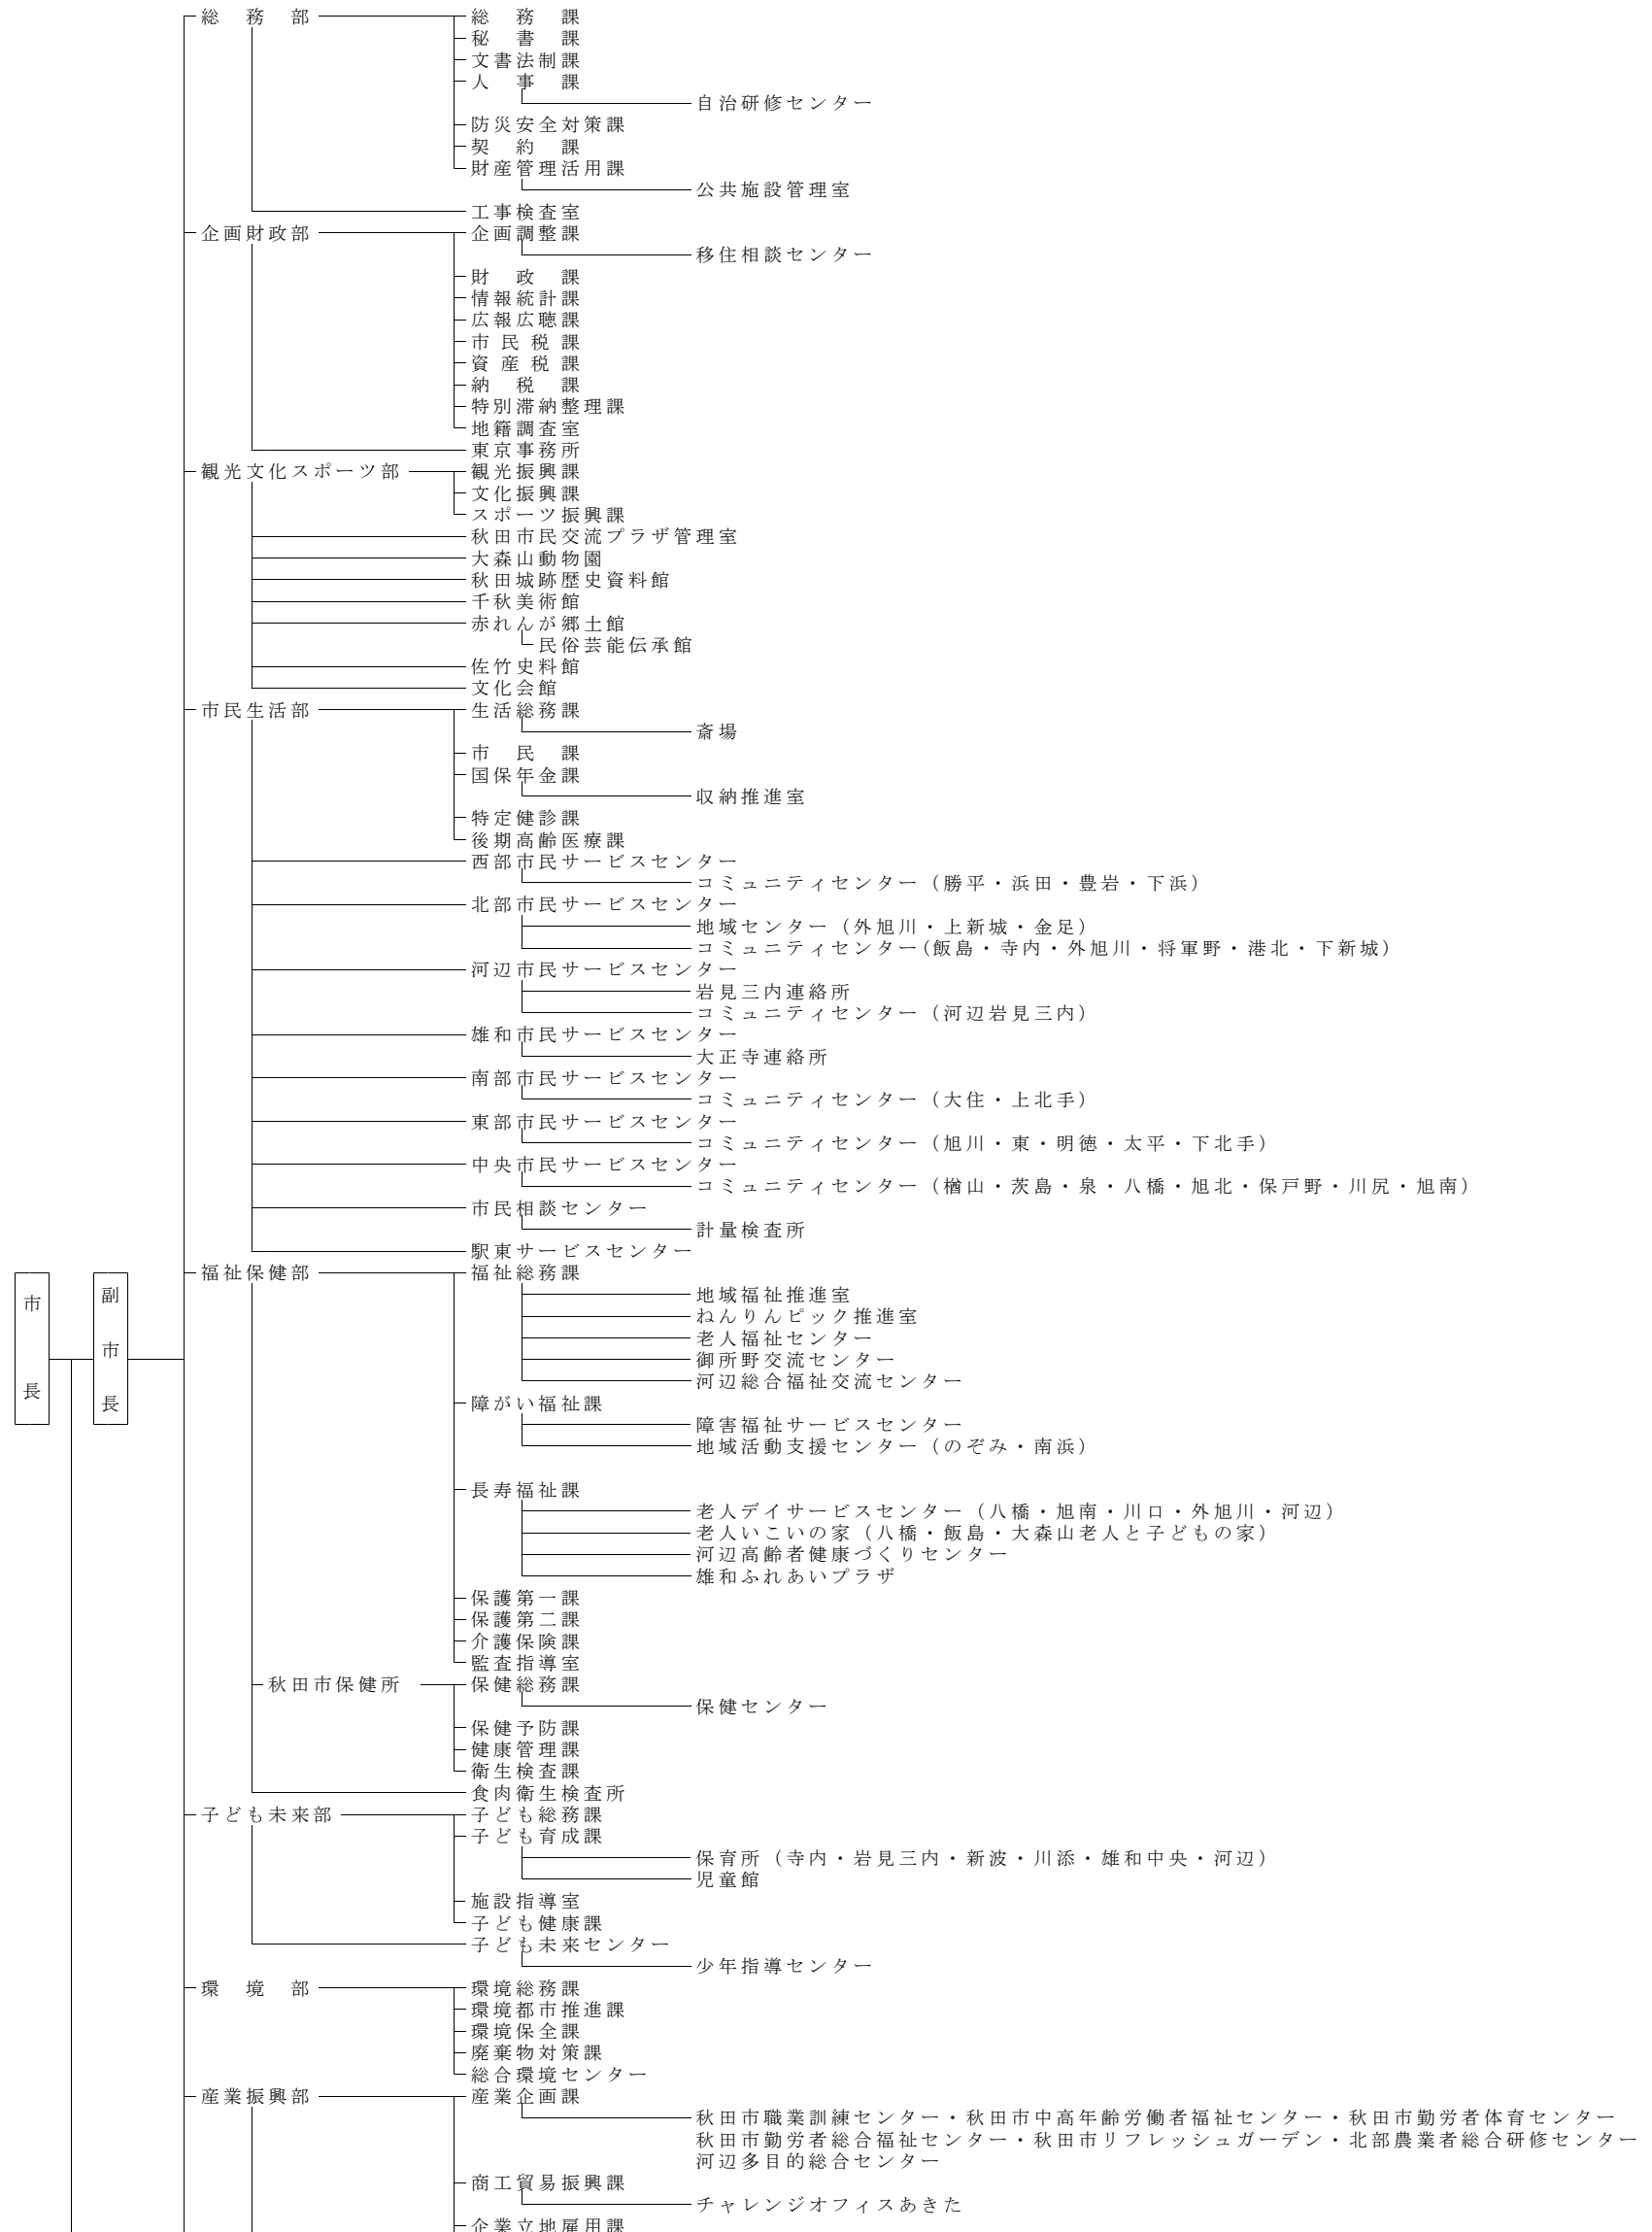 総　務　部　総　務　課
秘　書　課
文書法制課
人　事　課
自治研修センター
防災安全対策課
契　約　課
財産管理活用課
公共施設管理室
工事検査室
企画財政部　企画調整課
移住相談センター
財　政　課
情報統計課
広報広聴課
市 民 税 課
資 産 税 課
納　税　課
特別滞納整理課
地籍調査室
東京事務所
観光文化スポーツ部　観光振興課
文化振興課
スポーツ振興課
秋田市民交流プラザ管理室
大森山動物園
秋田城跡歴史資料館
千秋美術館
赤れんが郷土館
民俗芸能伝承館
佐竹史料館
文化会館
市民生活部　生活総務課
斎場
市　民　課
国保年金課
収納推進室
特定健診課
後期高齢医療課
西部市民サービスセンター
コミュニティセンター（勝平・浜田・豊岩・下浜）
北部市民サービスセンター
地域センター（外旭川・上新城・金足）
コミュニティセンター(飯島・寺内・外旭川・将軍野・港北・下新城）
河辺市民サービスセンター
岩見三内連絡所
コミュニティセンター（河辺岩見三内）
雄和市民サービスセンター
大正寺連絡所
南部市民サービスセンター
コミュニティセンター（大住・上北手）
東部市民サービスセンター
コミュニティセンター（旭川・東・明徳・太平・下北手）
中央市民サービスセンター
コミュニティセンター（楢山・茨島・泉・八橋・旭北・保戸野・川尻・旭南）
市民相談センター
計量検査所
駅東サービスセンター
市長
副市長
福祉保健部　福祉総務課
地域福祉推進室
ねんりんピック推進室
老人福祉センター
御所野交流センター
河辺総合福祉交流センター
障がい福祉課
障害福祉サービスセンター
地域活動支援センター（のぞみ・南浜）
長寿福祉課
老人デイサービスセンター（八橋・旭南・川口・外旭川・河辺）
老人いこいの家（八橋・飯島・大森山老人と子どもの家）
河辺高齢者健康づくりセンター
雄和ふれあいプラザ
保護第一課
保護第二課
介護保険課
監査指導室
秋田市保健所　保健総務課
保健センター
保健予防課
健康管理課
衛生検査課
食肉衛生検査所
子ども未来部　子ども総務課
子ども育成課
保育所（寺内・岩見三内・新波・川添・雄和中央・河辺）
児童館
施設指導室
子ども健康課
子ども未来センター
少年指導センター
環　境　部　環境総務課
環境都市推進課
環境保全課
廃棄物対策課
総合環境センター
産業振興部　産業企画課
秋田市職業訓練センター・秋田市中高年齢労働者福祉センター・秋田市勤労者体育センター
秋田市勤労者総合福祉センター・秋田市リフレッシュガーデン・北部農業者総合研修センター
河辺多目的総合センター
商工貿易振興課
チャレンジオフィスあきた
企業立地雇用課